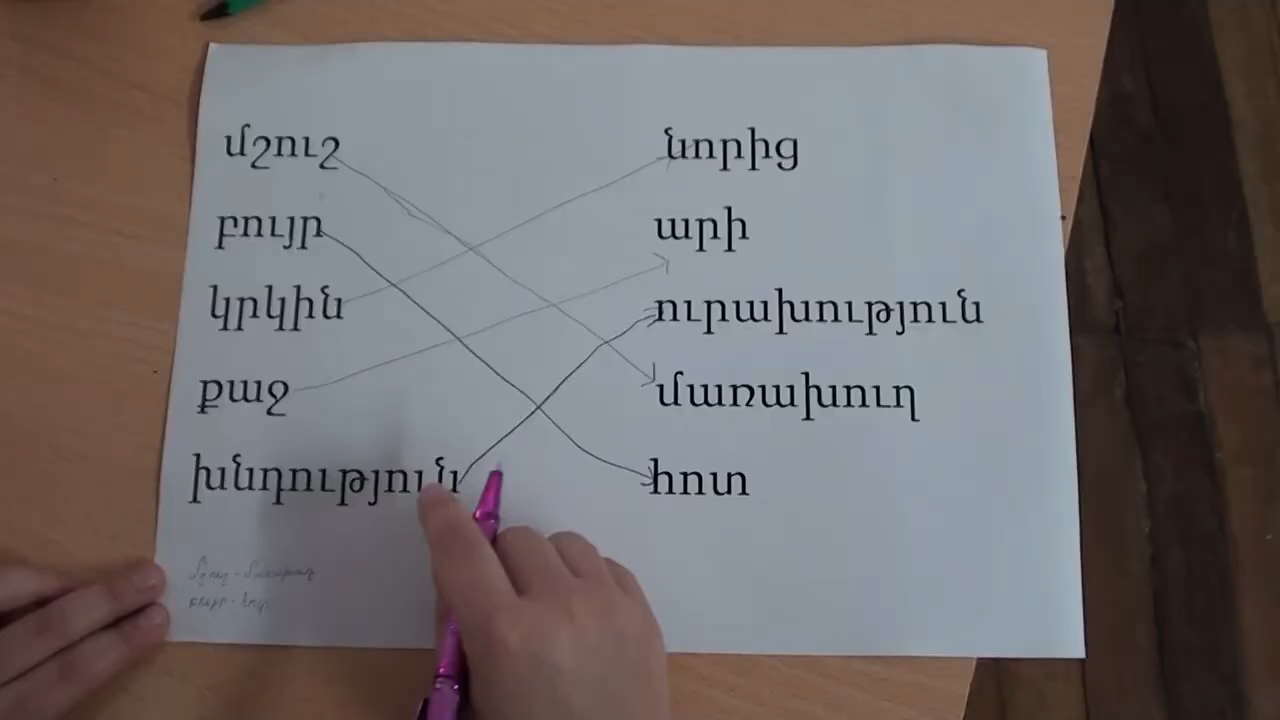 մշուշ նորից
բույր արի
կրկին ուրախություն
քաջ մառախուղ
խնդություն հոտ